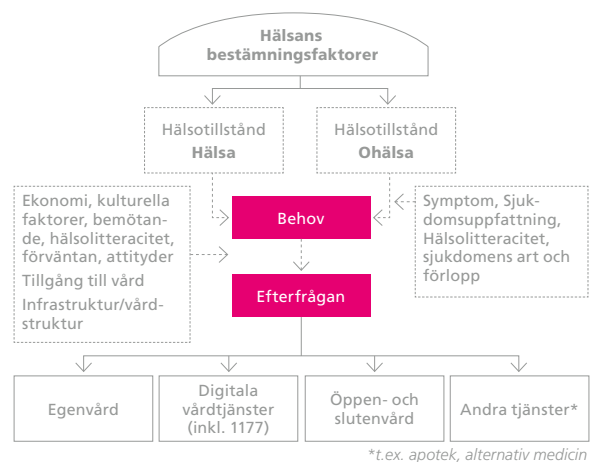 Hälsans
bestämningsfaktorer
Hälsotillstånd
Hälsa
Hälsotillstånd
Ohälsa
Ekonomi, kulturella
faktorer, bemötan-
de, hälsolitteracitet,
förväntan, attityder
Tillgång till vård
Infrastruktur/vård-
struktur
Behov
Symptom, Sjuk-
domsuppfattning,
Hälsolitteracitet,
sjukdomens art och
förlopp
Efterfrågan
Egenvård
Digitala
vårdtjänster
(inkl. 1177)
Öppen- och
slutenvård
Andra tjänster*
*t.ex. apotek, alternativ medicin